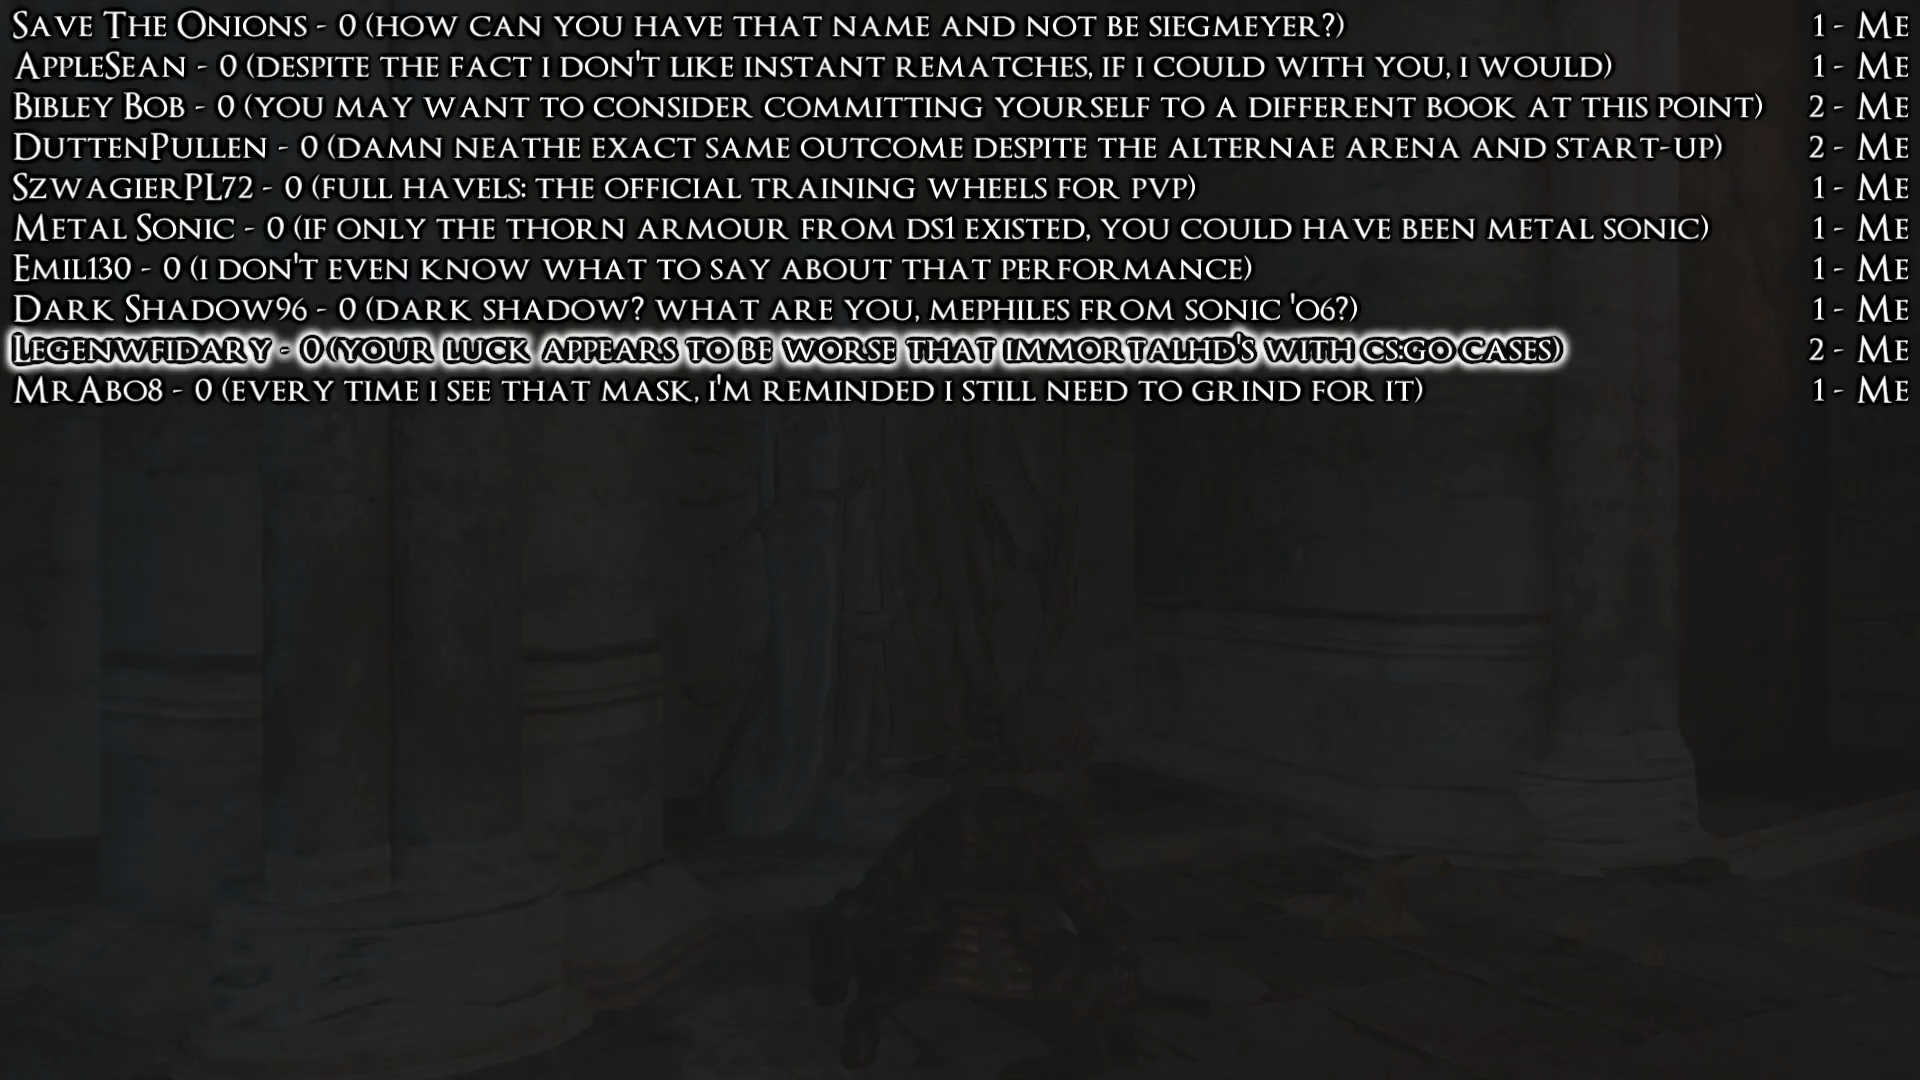 Save The Onions - 0 (how can you have that name and not be siegmeyer?) 1 - Me
AppleSean - 0 (despite the fact i don't like instant rematches, if i could with you, i would) 1 - Me
Bibley Bob - 0 (you may want to consider committing yourself to a different book at this point) 2 - Me
DuttenPullen - 0 (damn neathe exact same outcome despite the alternae arena and start-up) 2 - Me
SzwagierPL72 - 0 (full havels: the official training wheels for pvp) 1 - Me
Metal Sonic - 0 (if only the thorn armour from ds1 existed, you could have been metal sonic) 1 - Me
Emil130 - 0 (i don't even know what to say about that performance) 1 - Me
Dark Shadow96 - 0 (dark shadow? what are you, mephiles from sonic '06?) 1 - Me
Legenwfidary - 0 (your luck appears to be worse that immortalhd's with cs:go cases) 2 - Me
MrAbo8 - 0 (every time i see that mask, i'm reminded i still need to grind for it) 1 - Me